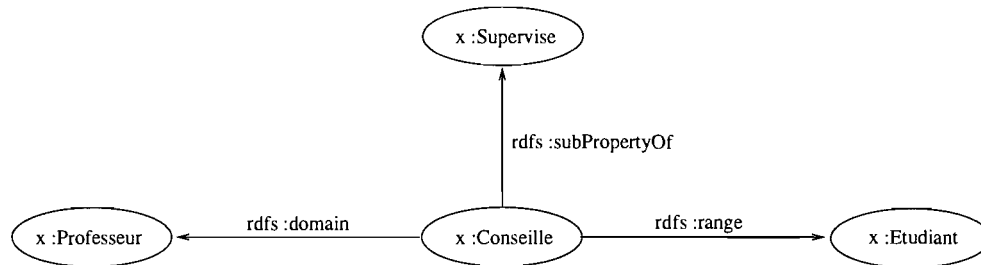 x :Supervise
rdfs :subPropertyOf
x :Professeur
rdfs :domain
x :Conseille
rdfs :range
x :Etudiant